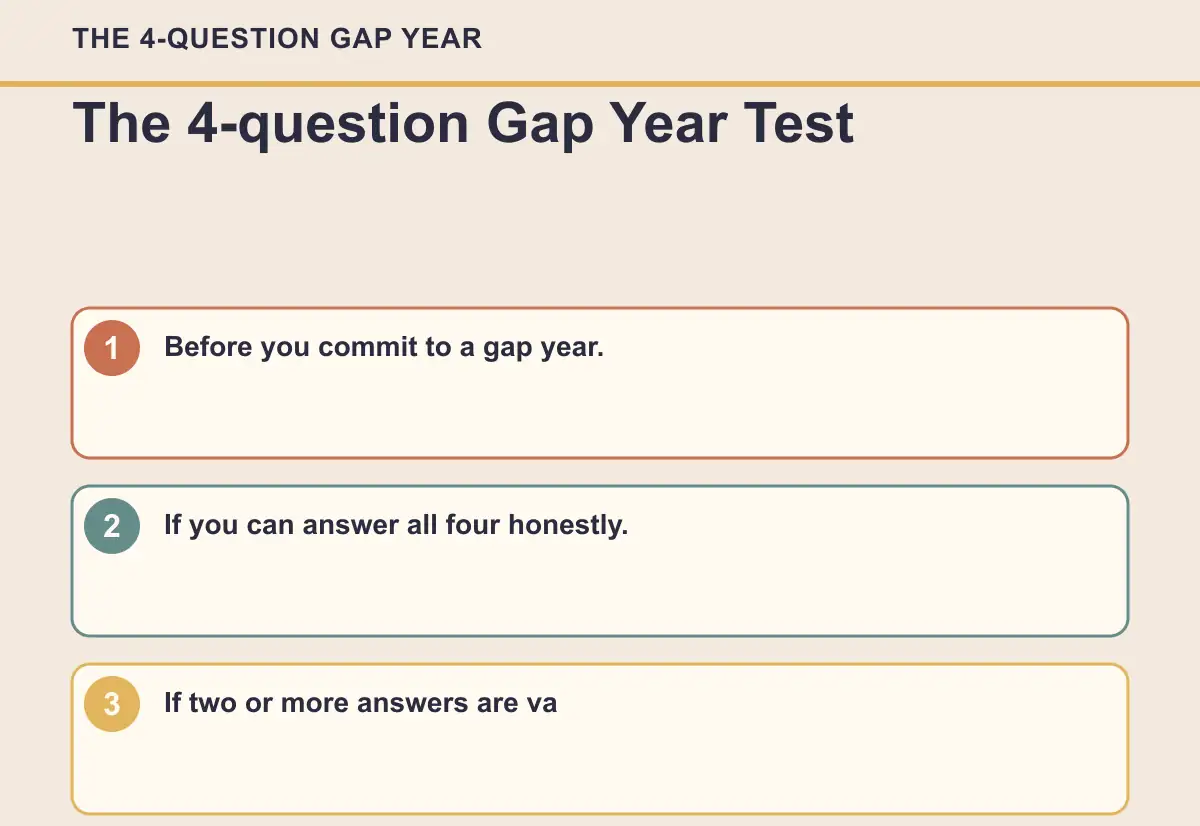 THE 4-QUESTION GAP YEAR
The 4-question Gap Year Test
1 Before you commit to a gap year.
2 If you can answer all four honestly.
3 If two or more answers are va